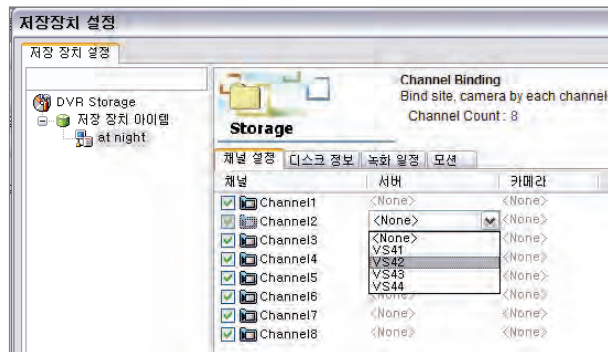 저장장치 설정
저장 장치 설정
DVR Storage
저장 장치 아이템
at night
Storage
Channel Binding
Bind site, camera by each channel
Channel Count : 8
채널 설정 디스크 정보 녹화 일정 모션
채널 서버 카메라
Channel1 <None> <None>
Channel2 <None> <None>
Channel3 <None> <None>
Channel4 VS41 <None>
Channel5 VS42 <None>
VS43
VS44
Channel6 <None> <None>
Channel7 <None> <None>
Channel8 <None> <None>